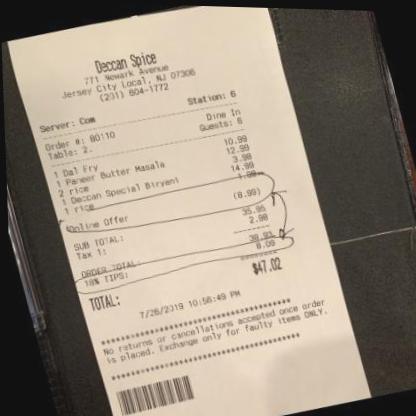 Deccan Spice
771 Newark Avenue
Jersey City Local, NJ 07306
(201) 604-1772
Server: Com
Station: 6
Order #: 80110
Dine In
Table: 2.
Guests: 6
1 Dal Fry 10.99
1 Paneer Butter Masala 12.99
2 rice 3.98
1 Deccan Special Biryani 14.99
1 rice 1.99
Online Offer (8.99)
SUB TOTAL: 35.95
Tax 1: 2.98
ORDER TOTAL: 38.93
18% TIPS: 8.09
TOTAL: $47.02
7/26/2019 10:56:49 PM
No returns or cancellations accepted once order
is placed. Exchange only for faulty items ONLY.